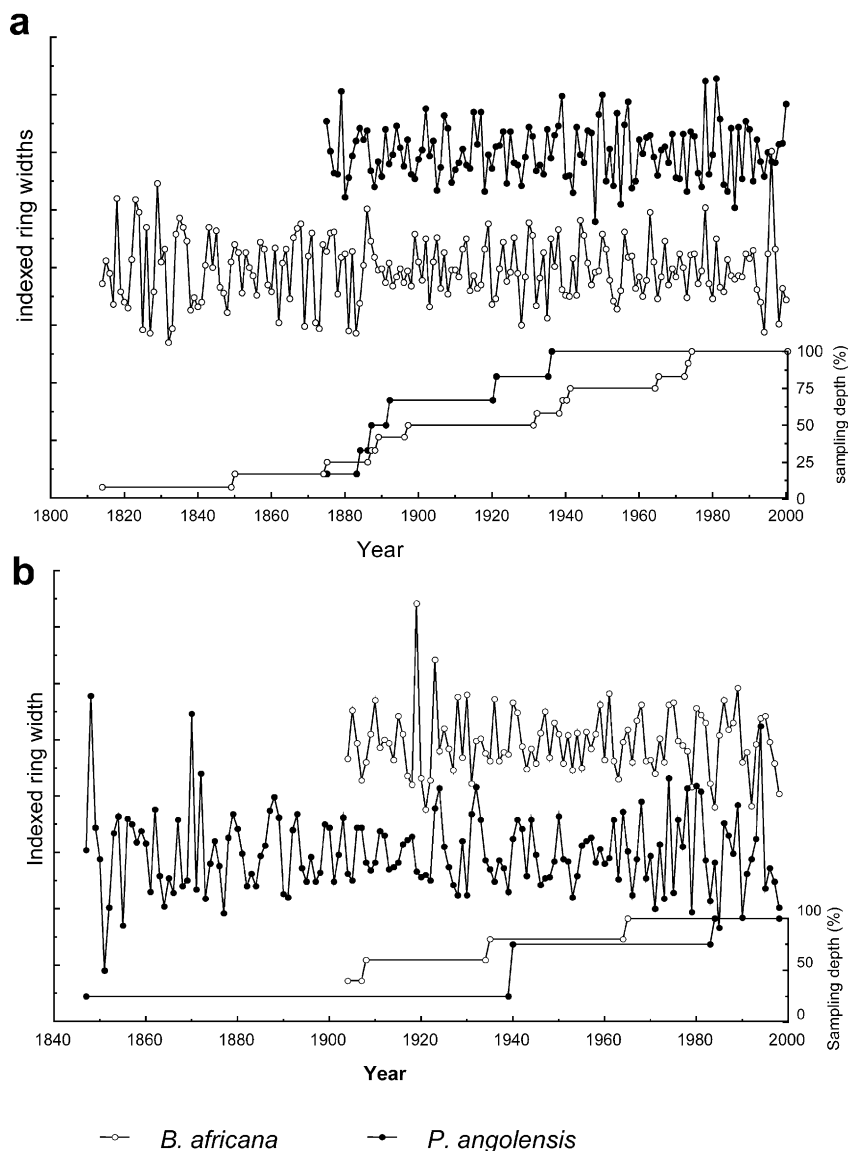 a
indexed ring widths
100
75
50
25
0
sampling depth (%)
1800 1820 1840 1860 1880 1900 1920 1940 1960 1980 2000
Year
b
Indexed ring width
100
50
0
Sampling depth (%)
1840 1860 1880 1900 1920 1940 1960 1980 2000
Year
B. africana P. angolensis